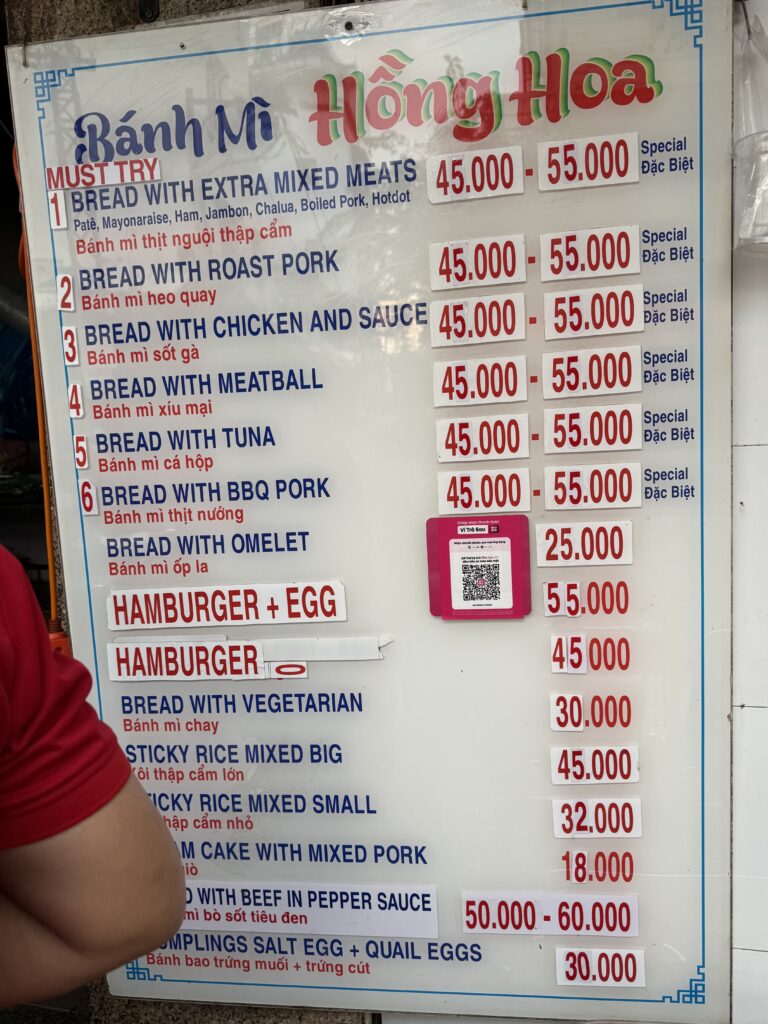 Bánh Mì Hồng Hoa
MUST TRY
1 BREAD WITH EXTRA MIXED MEATS 45.000 - 55.000 Special Đặc Biệt
Patê, Mayonaraise, Ham, Jambon, Chalua, Boiled Pork, Hotdot
Bánh mì thịt nguội thập cẩm
2 BREAD WITH ROAST PORK 45.000 - 55.000 Special Đặc Biệt
Bánh mì heo quay
3 BREAD WITH CHICKEN AND SAUCE 45.000 - 55.000 Special Đặc Biệt
Bánh mì sốt gà
4 BREAD WITH MEATBALL 45.000 - 55.000 Special Đặc Biệt
Bánh mì xíu mại
5 BREAD WITH TUNA 45.000 - 55.000 Special Đặc Biệt
Bánh mì cá hộp
6 BREAD WITH BBQ PORK 45.000 - 55.000 Special Đặc Biệt
Bánh mì thịt nướng
Ví Trả Sau
BREAD WITH OMELET 25.000
Bánh mì ốp la
HAMBURGER + EGG 55.000
HAMBURGER 45.000
BREAD WITH VEGETARIAN 30.000
Bánh mì chay
STICKY RICE MIXED BIG 45.000
Xôi thập cẩm lớn
TICKY RICE MIXED SMALL 32.000
thập cẩm nhỏ
M CAKE WITH MIXED PORK 18.000
giò
D WITH BEEF IN PEPPER SAUCE 50.000 - 60.000
mì bò sốt tiêu đen
UMPLINGS SALT EGG + QUAIL EGGS 30.000
Bánh bao trứng muối + trứng cút